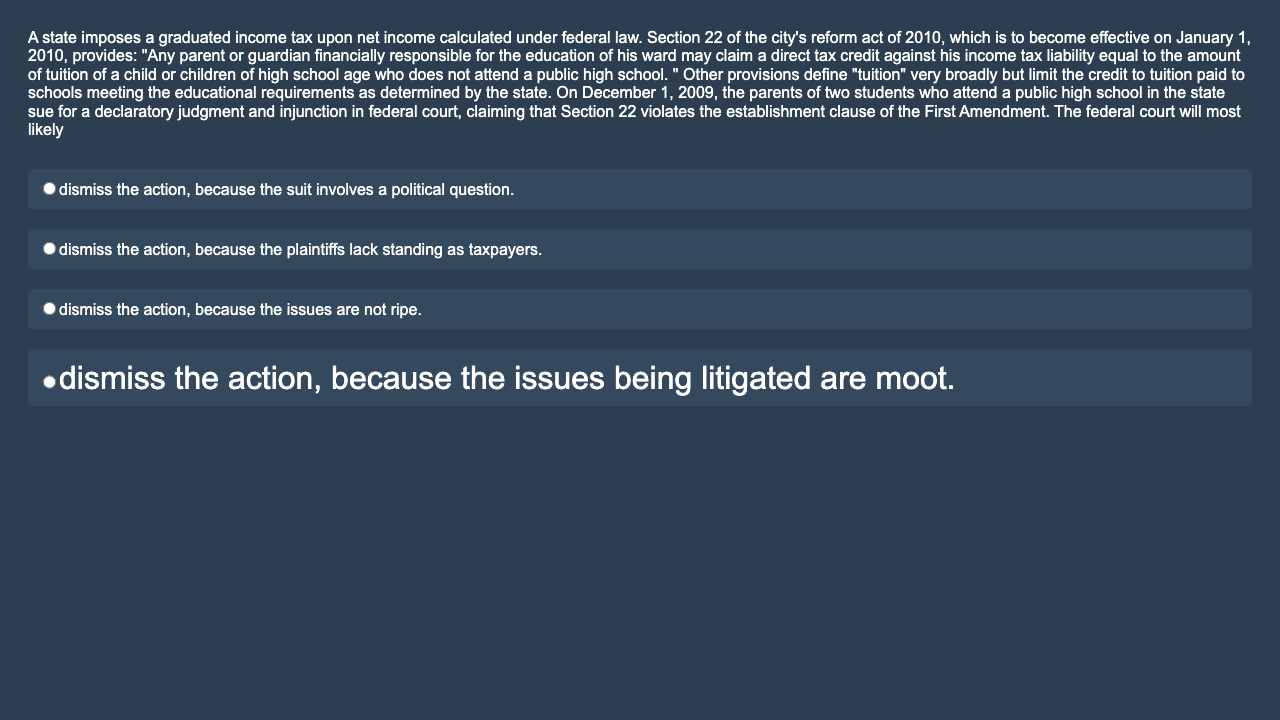 A state imposes a graduated income tax upon net income calculated under federal law. Section 22 of the city's reform act of 2010, which is to become effective on January 1,
2010, provides: "Any parent or guardian financially responsible for the education of his ward may claim a direct tax credit against his income tax liability equal to the amount
of tuition of a child or children of high school age who does not attend a public high school. " Other provisions define "tuition" very broadly but limit the credit to tuition paid to
schools meeting the educational requirements as determined by the state. On December 1, 2009, the parents of two students who attend a public high school in the state
sue for a declaratory judgment and injunction in federal court, claiming that Section 22 violates the establishment clause of the First Amendment. The federal court will most
likely
dismiss the action, because the suit involves a political question.
dismiss the action, because the plaintiffs lack standing as taxpayers.
dismiss the action, because the issues are not ripe.
dismiss the action, because the issues being litigated are moot.